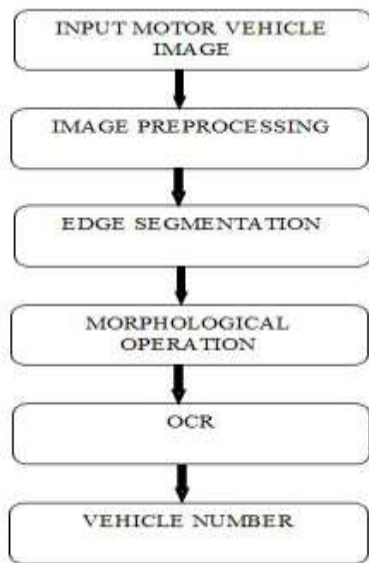 INPUT MOTOR VEHICLE
IMAGE
IMAGE PREPROCESSING
EDGE SEGMENTATION
MORPHOLOGICAL
OPERATION
OCR
VEHICLE NUMBER